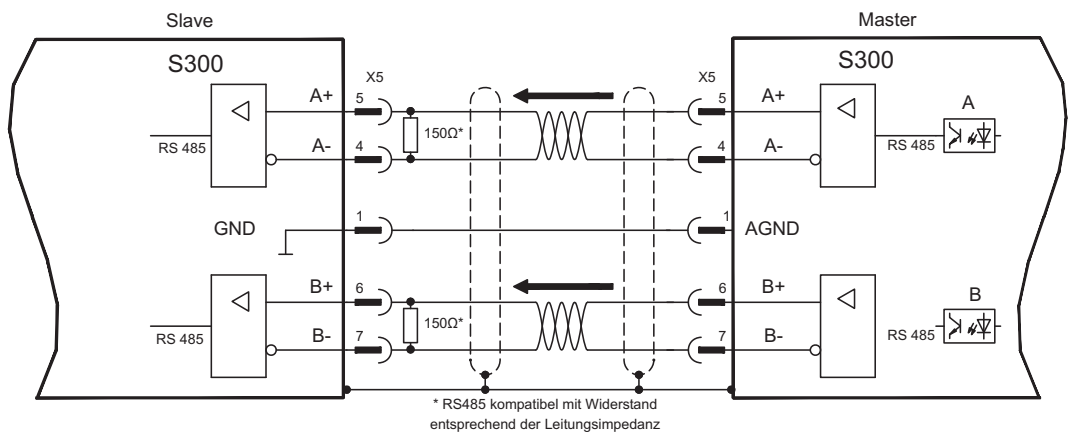 Slave
Master
S300
S300
X5
X5
A+
5
5
A+
A
150Ω*
RS 485
A-
4
4
A-
RS 485
GND
1
1
AGND
B+
6
6
B+
B
150Ω*
RS 485
B-
7
7
B-
RS 485
* RS485 kompatibel mit Widerstand
entsprechend der Leitungsimpedanz